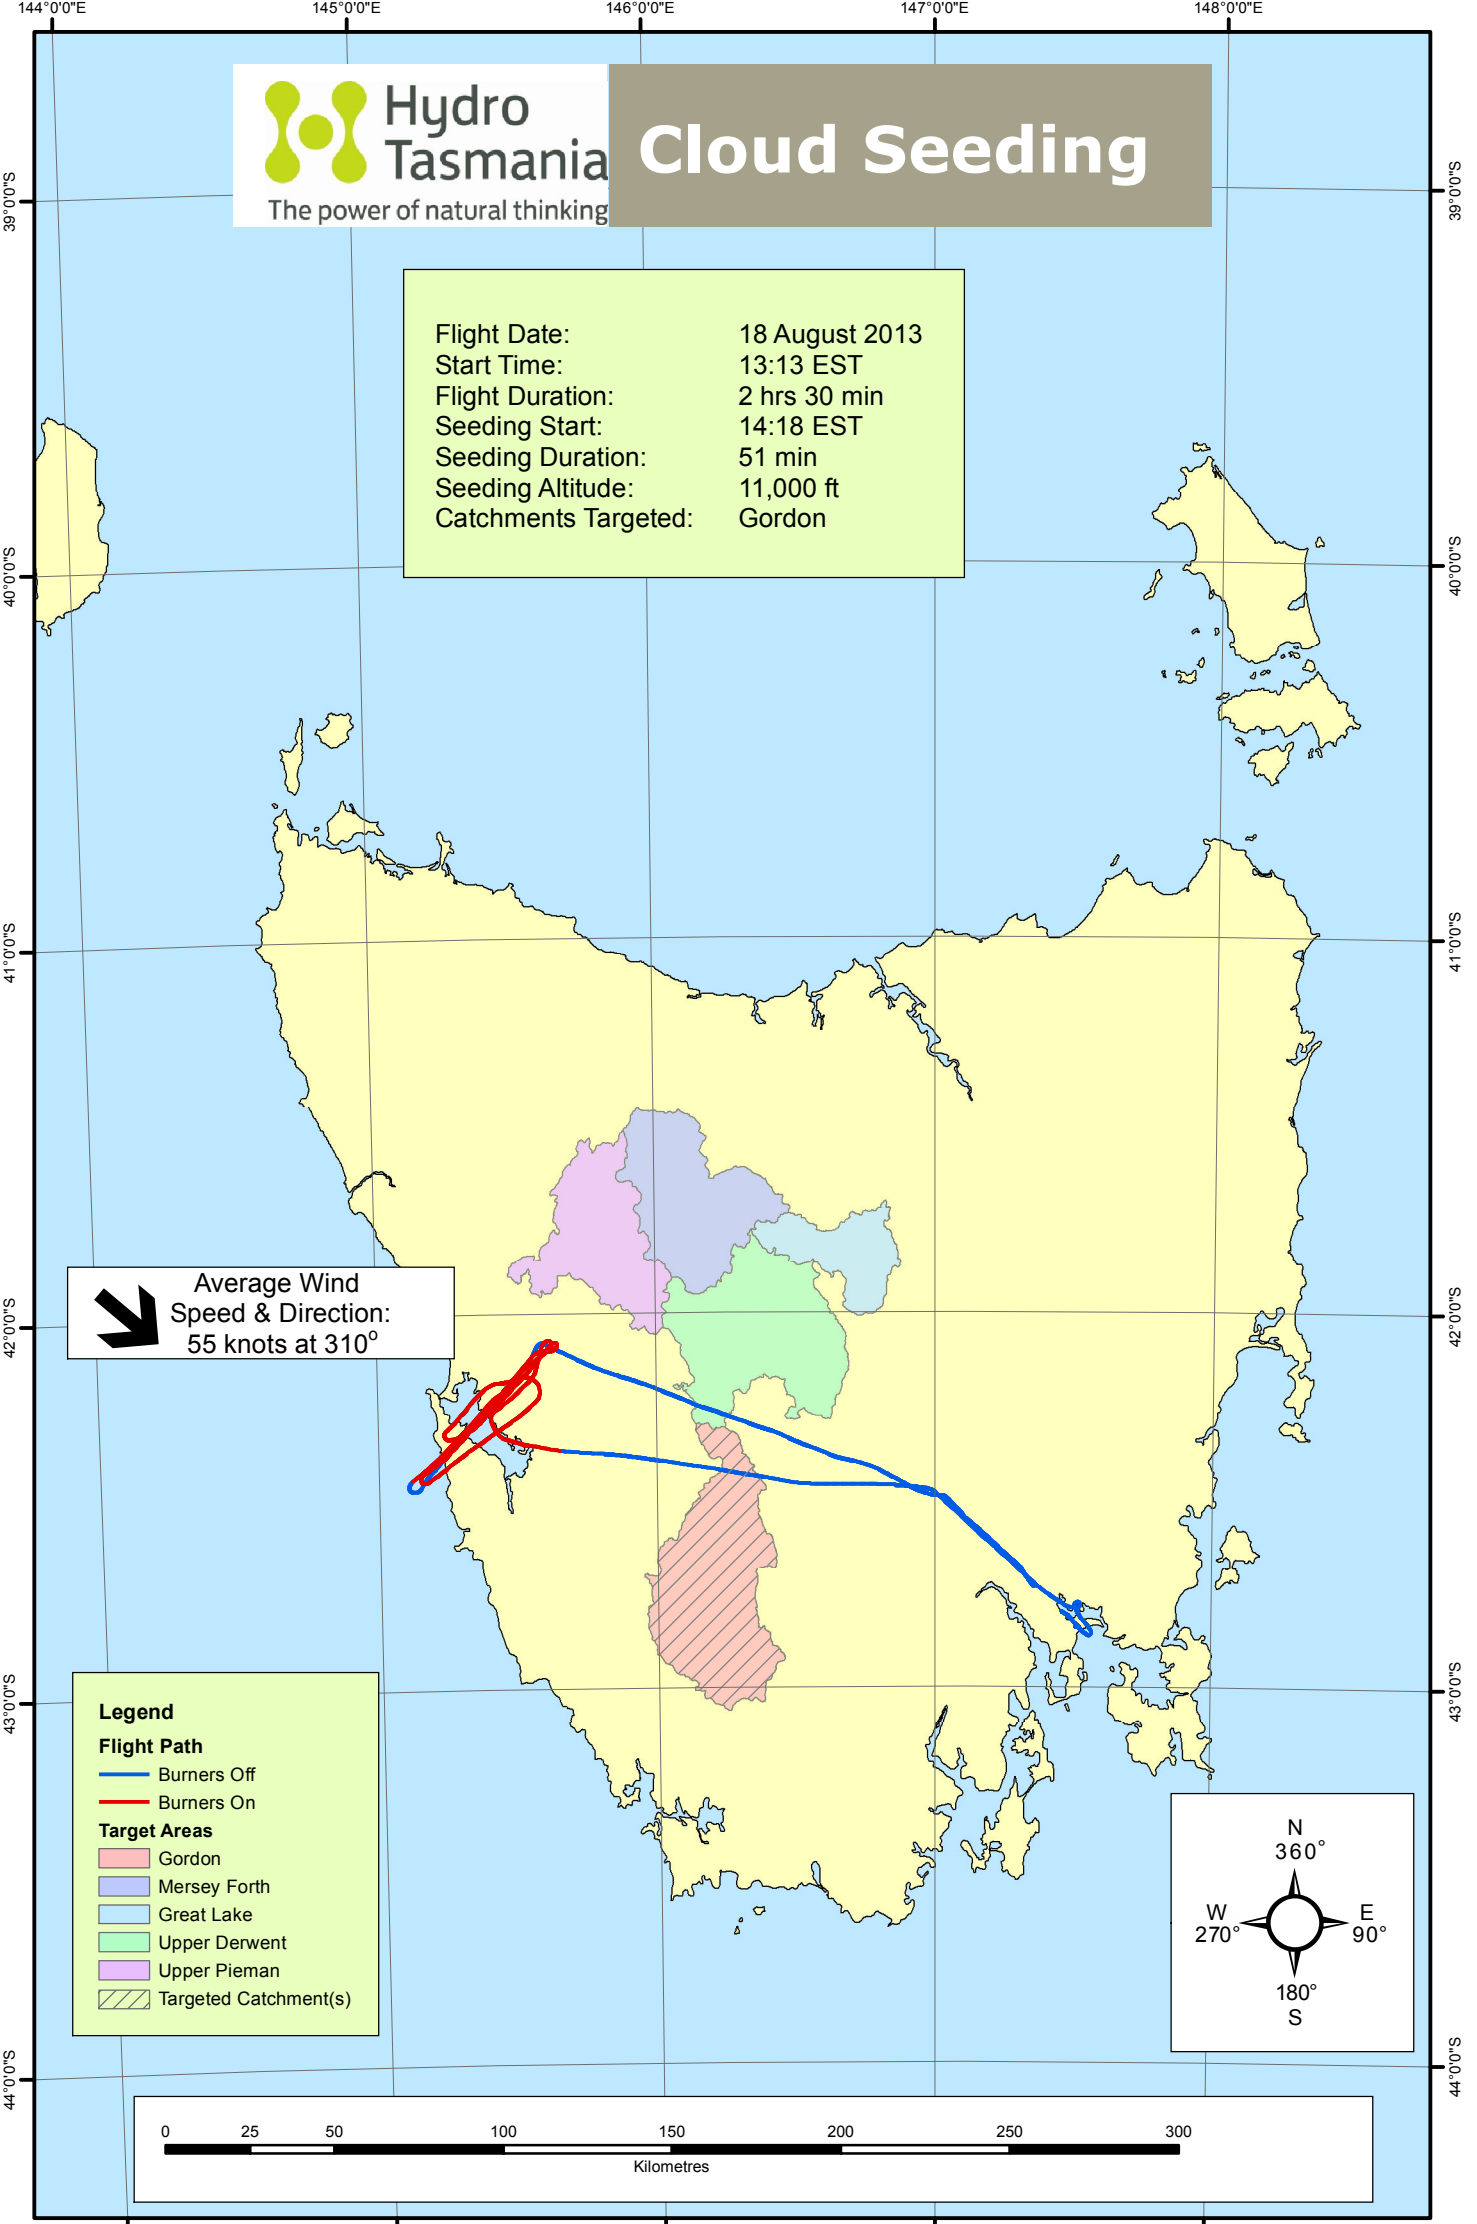 144°0'0"E 145°0'0"E 146°0'0"E 147°0'0"E 148°0'0"E
Hydro
Tasmania
The power of natural thinking
Cloud Seeding
39°0'0"S 39°0'0"S
Flight Date: 18 August 2013
Start Time: 13:13 EST
Flight Duration: 2 hrs 30 min
Seeding Start: 14:18 EST
Seeding Duration: 51 min
Seeding Altitude: 11,000 ft
Catchments Targeted: Gordon
40°0'0"S 40°0'0"S
41°0'0"S 41°0'0"S
Average Wind
Speed & Direction:
55 knots at 310°
42°0'0"S 42°0'0"S
43°0'0"S 43°0'0"S
Legend
Flight Path
Burners Off
Burners On
Target Areas
Gordon
Mersey Forth
Great Lake
Upper Derwent
Upper Pieman
Targeted Catchment(s)
N
360°
W E
270° 90°
180°
S
44°0'0"S 44°0'0"S
0 25 50 100 150 200 250 300
Kilometres